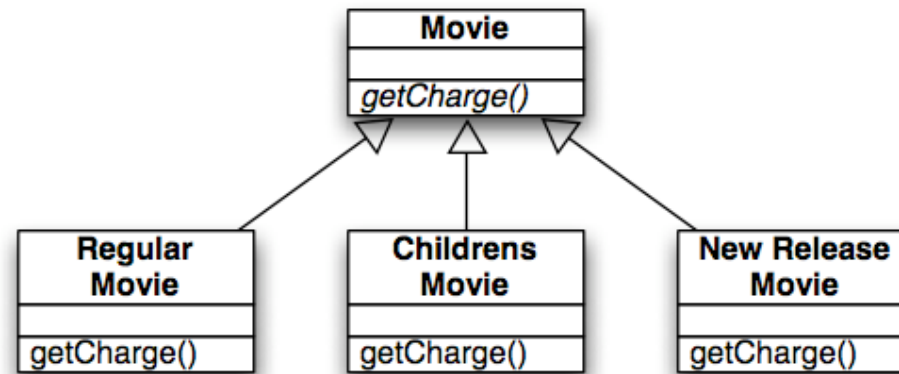 Movie
getCharge()
Regular
Movie
getCharge()
Childrens
Movie
getCharge()
New Release
Movie
getCharge()